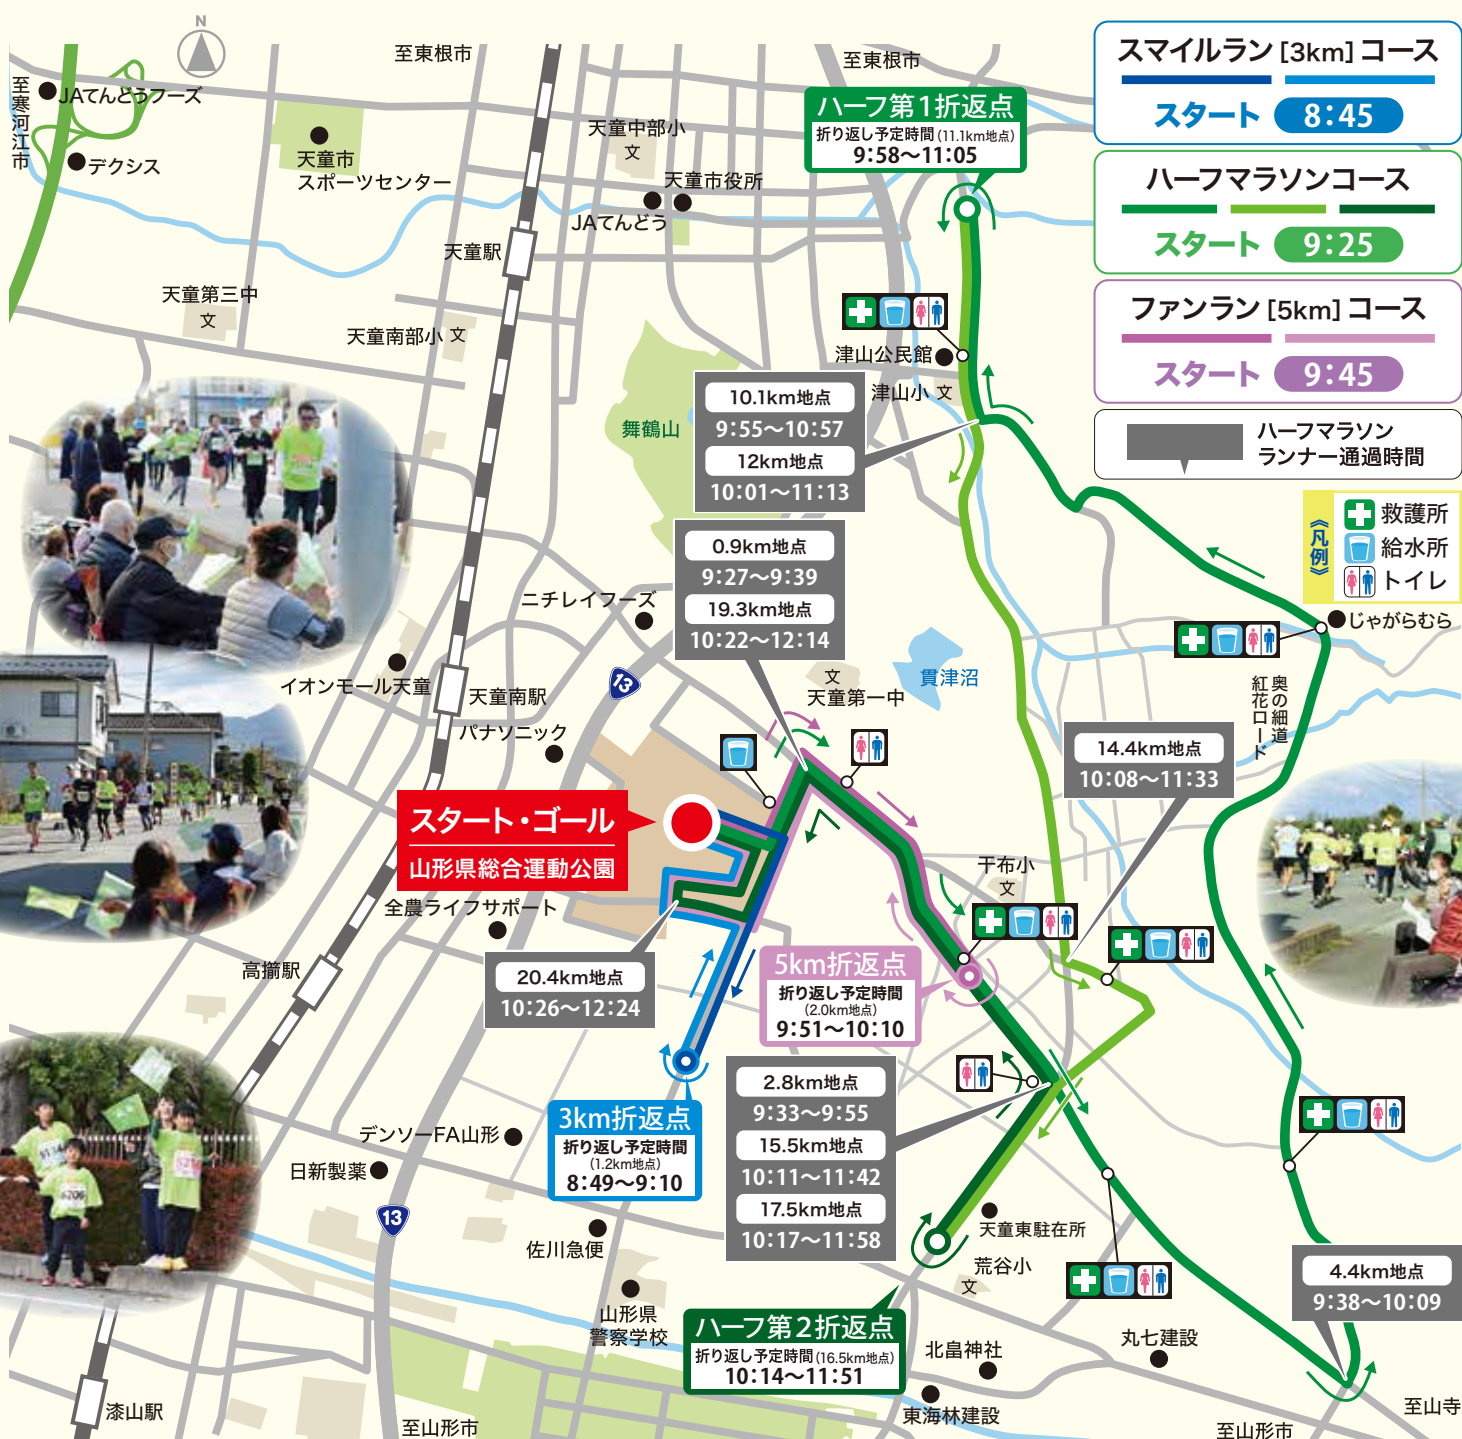 スマイルラン [3km] コース
スタート 8:45
ハーフマラソンコース
スタート 9:25
ファンラン [5km] コース
スタート 9:45
ハーフマラソン
ランナー通過時間
《凡例》
救護所
給水所
トイレ
N
至東根市
至東根市
至寒河江市
JAてんどうフーズ
デクシス
天童市
スポーツセンター
天童中部小
文
天童市役所
JAてんどう
天童駅
天童第三中
文
天童南部小 文
ハーフ第1折返点
折り返し予定時間(11.1km地点)
9:58〜11:05
津山公民館
津山小 文
舞鶴山
10.1km地点
9:55〜10:57
12km地点
10:01〜11:13
0.9km地点
9:27〜9:39
19.3km地点
10:22〜12:14
ニチレイフーズ
イオンモール天童
天童南駅
パナソニック
13
文
天童第一中
貫津沼
じゃがらむら
奥の細道
紅花ロード
14.4km地点
10:08〜11:33
スタート・ゴール
山形県総合運動公園
全農ライフサポート
高擶駅
干布小
文
20.4km地点
10:26〜12:24
5km折返点
折り返し予定時間
(2.0km地点)
9:51〜10:10
2.8km地点
9:33〜9:55
15.5km地点
10:11〜11:42
17.5km地点
10:17〜11:58
3km折返点
折り返し予定時間
(1.2km地点)
8:49〜9:10
デンソーFA山形
日新製薬
13
佐川急便
山形県
警察学校
天童東駐在所
荒谷小
文
4.4km地点
9:38〜10:09
ハーフ第2折返点
折り返し予定時間(16.5km地点)
10:14〜11:51
北畠神社
丸七建設
東海林建設
漆山駅
至山形市
至山形市
至山寺